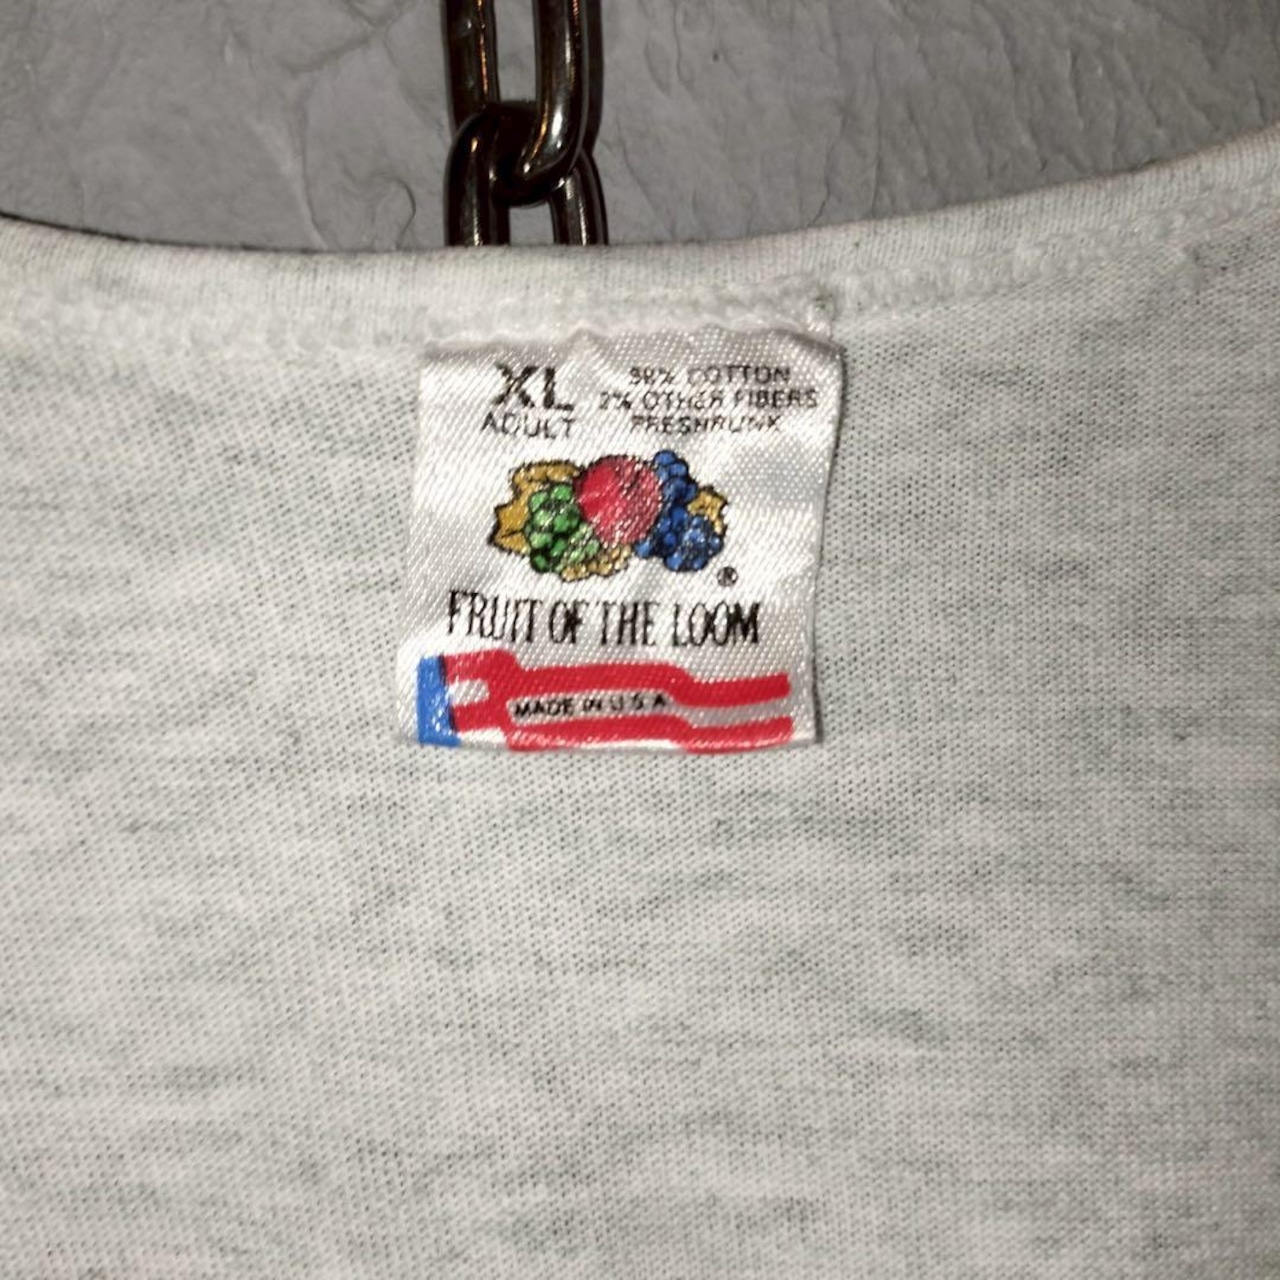 XL
ADULT
98% COTTON
2% OTHER FIBERS
PRESHRUNK
®
FRUIT OF THE LOOM
MADE IN U S A